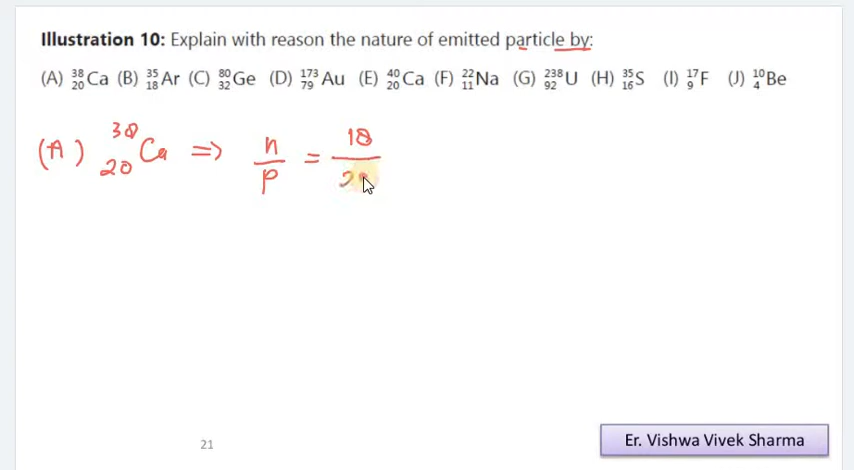 Illustration 10: Explain with reason the nature of emitted particle by:
(A) ³⁸₂₀Ca (B) ³⁵₁₈Ar (C) ⁸⁰₃₂Ge (D) ¹⁷³₇₉Au (E) ⁴⁰₂₀Ca (F) ²²₁₁Na (G) ²³⁸₉₂U (H) ³⁵₁₆S (I) ¹⁷₉F (J) ¹⁰₄Be
(A) ³⁸₂₀Ca ⇒ n/p = 18/20
21
Er. Vishwa Vivek Sharma